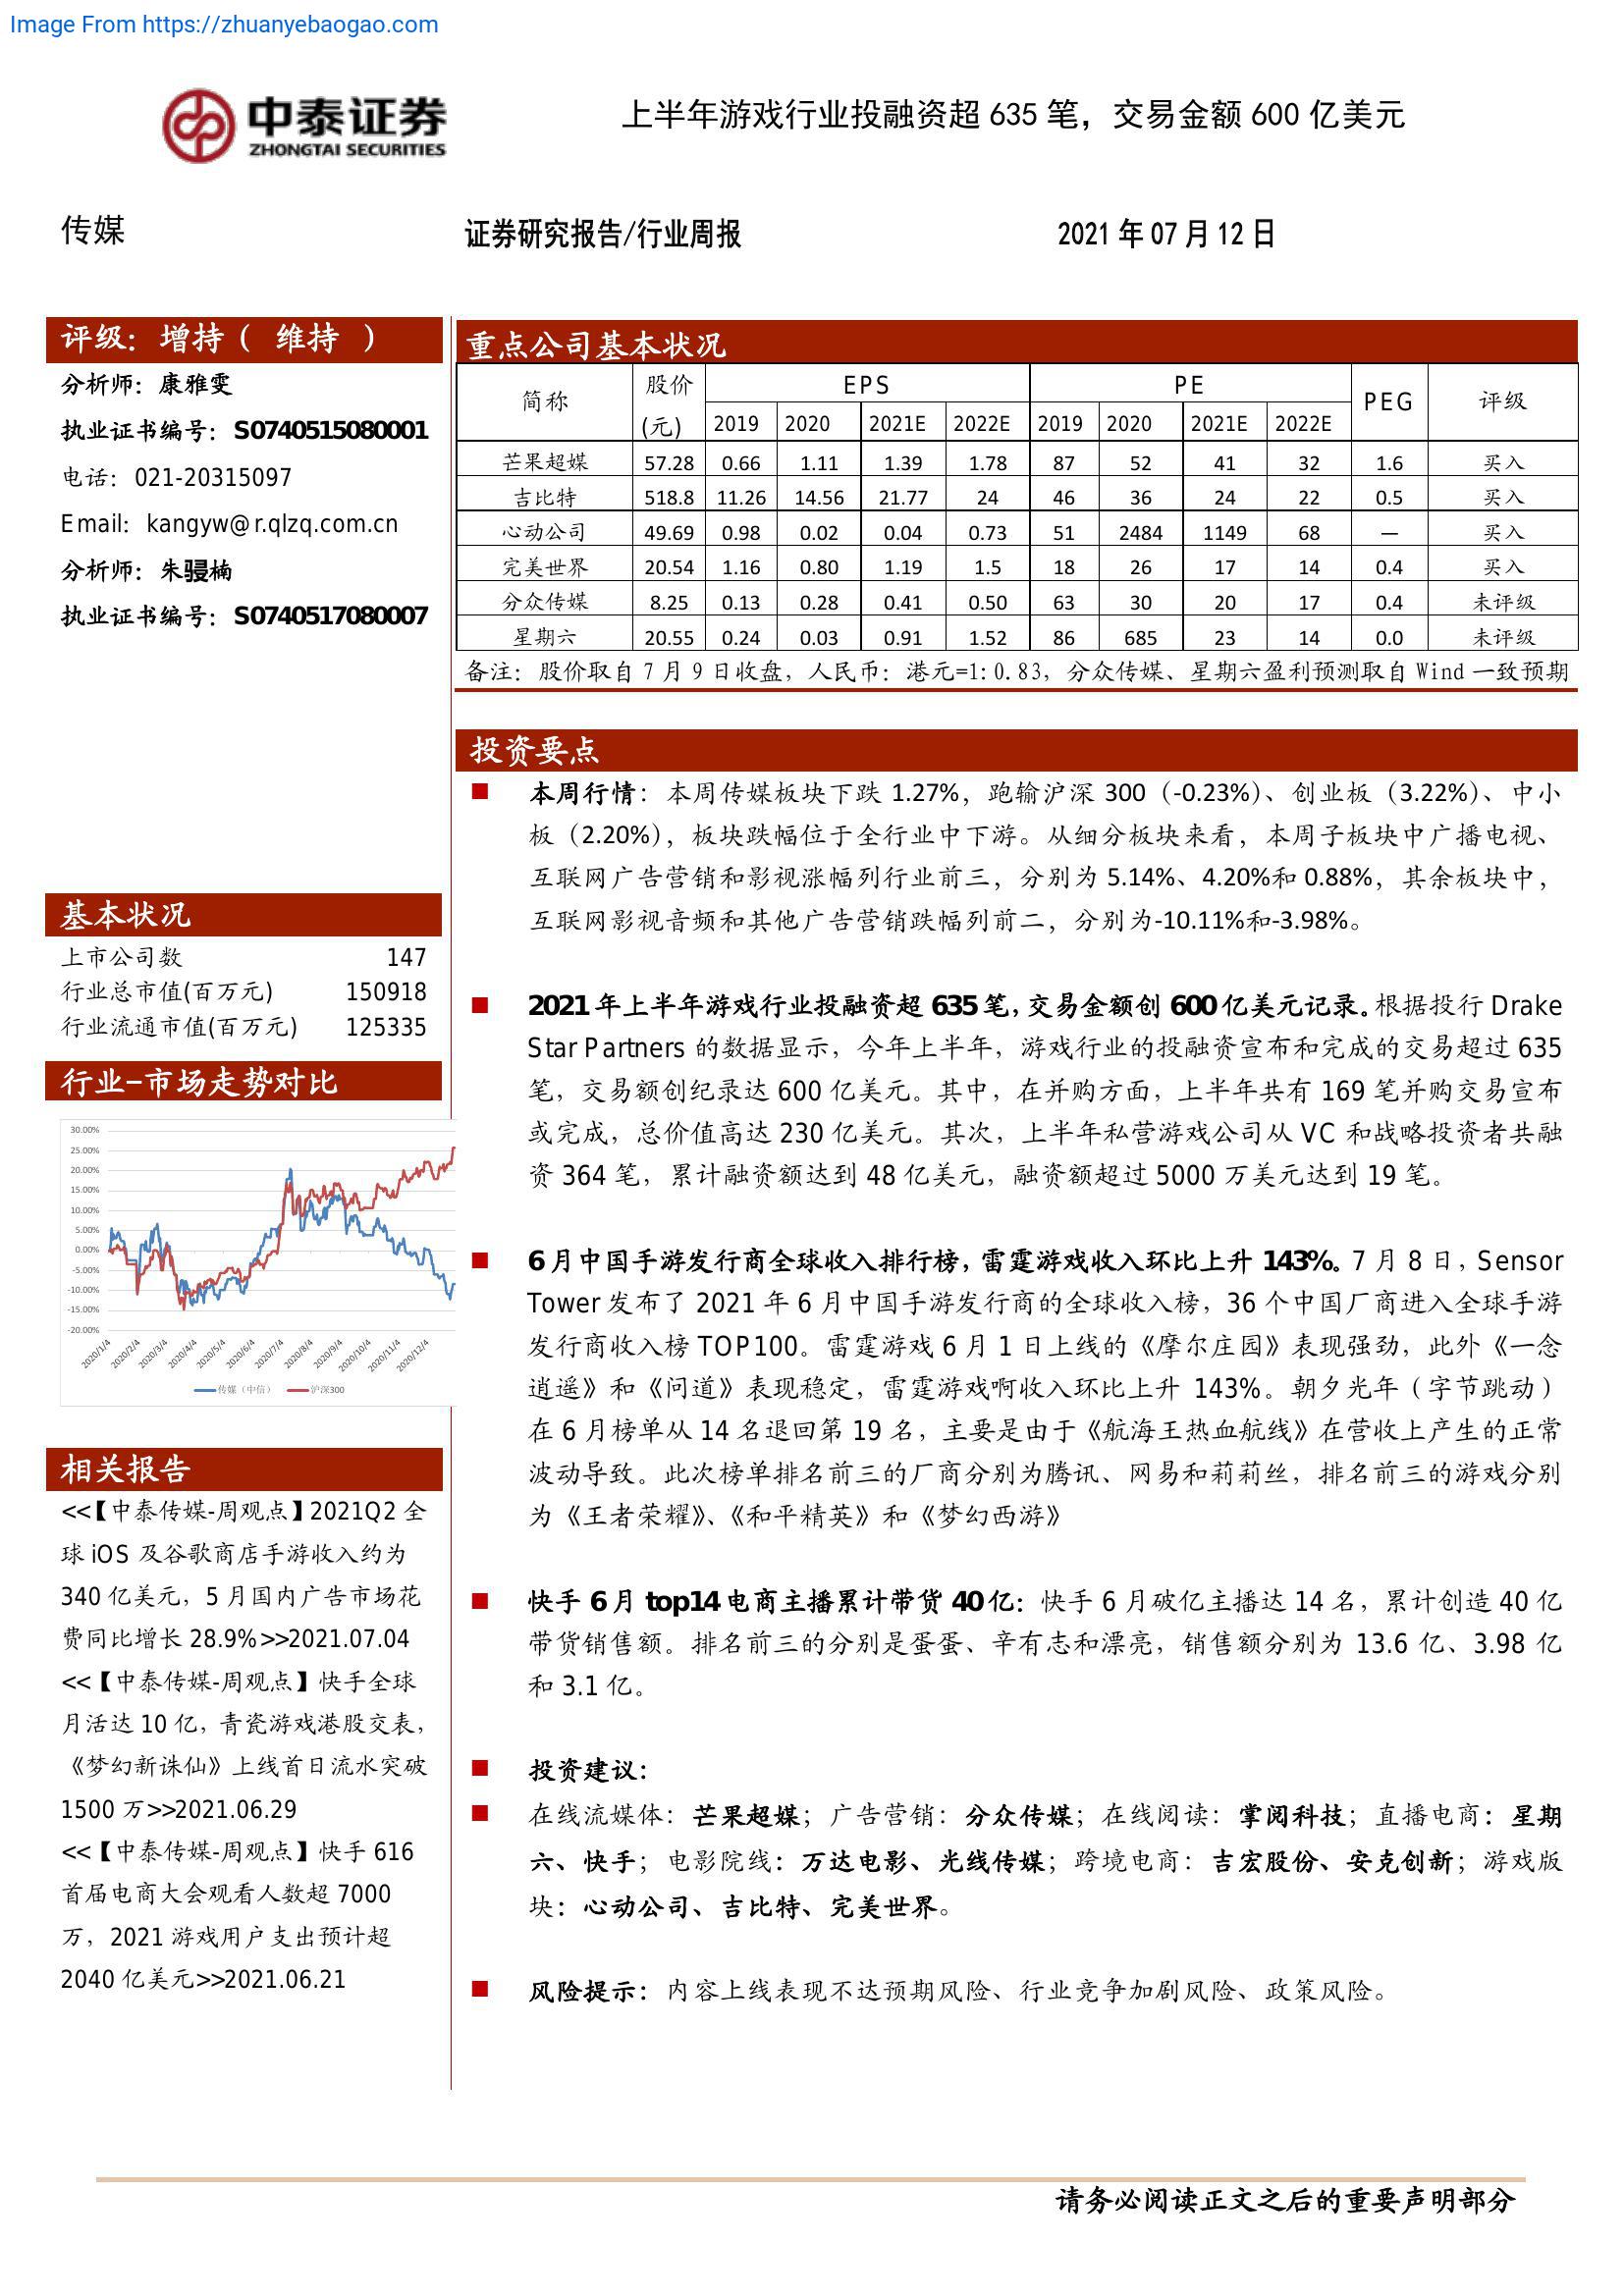 Image From https://zhuanyebaogao.com
中泰证券
ZHONGTAI SECURITIES
上半年游戏行业投融资超 635 笔，交易金额 600 亿美元
传媒
证券研究报告/行业周报
2021 年 07 月 12 日
评级：增持（ 维持 ）
分析师：康雅雯
执业证书编号：S0740515080001
电话：021-20315097
Email：kangyw@r.qlzq.com.cn
分析师：朱骎楠
执业证书编号：S0740517080007
基本状况
上市公司数 147
行业总市值(百万元) 150918
行业流通市值(百万元) 125335
行业-市场走势对比
30.00%
25.00%
20.00%
15.00%
10.00%
5.00%
0.00%
-5.00%
-10.00%
-15.00%
-20.00%
2020/1/4 2020/2/4 2020/3/4 2020/4/4 2020/5/4 2020/6/4 2020/7/4 2020/8/4 2020/9/4 2020/10/4 2020/11/4 2020/12/4
传媒（中信） 沪深300
相关报告
<<【中泰传媒-周观点】2021Q2 全
球 iOS 及谷歌商店手游收入约为
340 亿美元，5 月国内广告市场花
费同比增长 28.9%>>2021.07.04
<<【中泰传媒-周观点】快手全球
月活达 10 亿，青瓷游戏港股交表，
《梦幻新诛仙》上线首日流水突破
1500 万>>2021.06.29
<<【中泰传媒-周观点】快手 616
首届电商大会观看人数超 7000
万，2021 游戏用户支出预计超
2040 亿美元>>2021.06.21
重点公司基本状况
简称 股价 (元) EPS PE PEG 评级
2019 2020 2021E 2022E 2019 2020 2021E 2022E
芒果超媒 57.28 0.66 1.11 1.39 1.78 87 52 41 32 1.6 买入
吉比特 518.8 11.26 14.56 21.77 24 46 36 24 22 0.5 买入
心动公司 49.69 0.98 0.02 0.04 0.73 51 2484 1149 68 — 买入
完美世界 20.54 1.16 0.80 1.19 1.5 18 26 17 14 0.4 买入
分众传媒 8.25 0.13 0.28 0.41 0.50 63 30 20 17 0.4 未评级
星期六 20.55 0.24 0.03 0.91 1.52 86 685 23 14 0.0 未评级
备注：股价取自 7 月 9 日收盘，人民币：港元=1:0.83，分众传媒、星期六盈利预测取自 Wind 一致预期
投资要点
■ 本周行情：本周传媒板块下跌 1.27%，跑输沪深 300（-0.23%）、创业板（3.22%）、中小
板（2.20%），板块跌幅位于全行业中下游。从细分板块来看，本周子板块中广播电视、
互联网广告营销和影视涨幅列行业前三，分别为 5.14%、4.20%和 0.88%，其余板块中，
互联网影视音频和其他广告营销跌幅列前二，分别为-10.11%和-3.98%。
■ 2021 年上半年游戏行业投融资超 635 笔，交易金额创 600 亿美元记录。根据投行 Drake
Star Partners 的数据显示，今年上半年，游戏行业的投融资宣布和完成的交易超过 635
笔，交易额创纪录达 600 亿美元。其中，在并购方面，上半年共有 169 笔并购交易宣布
或完成，总价值高达 230 亿美元。其次，上半年私营游戏公司从 VC 和战略投资者共融
资 364 笔，累计融资额达到 48 亿美元，融资额超过 5000 万美元达到 19 笔。
■ 6 月中国手游发行商全球收入排行榜，雷霆游戏收入环比上升 143%。7 月 8 日，Sensor
Tower 发布了 2021 年 6 月中国手游发行商的全球收入榜，36 个中国厂商进入全球手游
发行商收入榜 TOP100。雷霆游戏 6 月 1 日上线的《摩尔庄园》表现强劲，此外《一念
逍遥》和《问道》表现稳定，雷霆游戏啊收入环比上升 143%。朝夕光年（字节跳动）
在 6 月榜单从 14 名退回第 19 名，主要是由于《航海王热血航线》在营收上产生的正常
波动导致。此次榜单排名前三的厂商分别为腾讯、网易和莉莉丝，排名前三的游戏分别
为《王者荣耀》、《和平精英》和《梦幻西游》
■ 快手 6 月 top14 电商主播累计带货 40 亿：快手 6 月破亿主播达 14 名，累计创造 40 亿
带货销售额。排名前三的分别是蛋蛋、辛有志和漂亮，销售额分别为 13.6 亿、3.98 亿
和 3.1 亿。
■ 投资建议：
■ 在线流媒体：芒果超媒；广告营销：分众传媒；在线阅读：掌阅科技；直播电商：星期
六、快手；电影院线：万达电影、光线传媒；跨境电商：吉宏股份、安克创新；游戏版
块：心动公司、吉比特、完美世界。
■ 风险提示：内容上线表现不达预期风险、行业竞争加剧风险、政策风险。
请务必阅读正文之后的重要声明部分